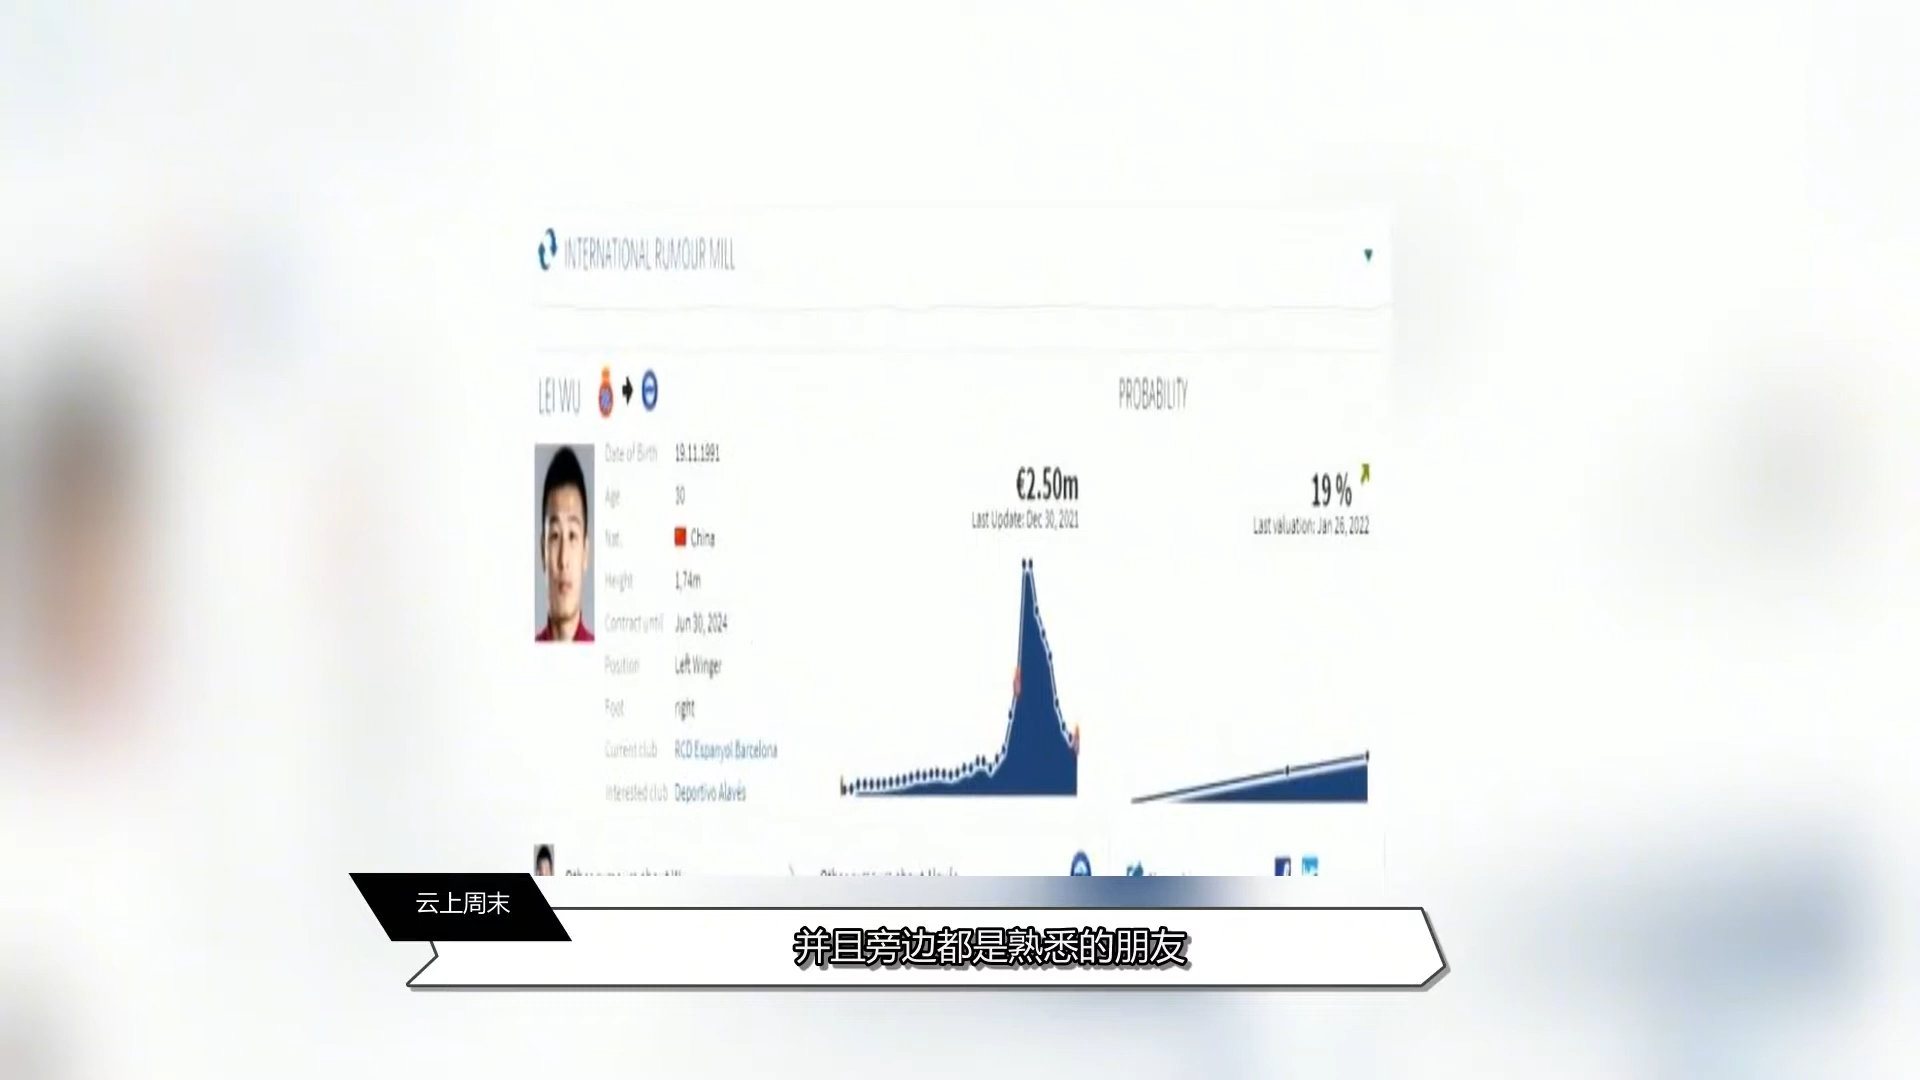 INTERNATIONAL RUMOUR MILL
LEI WU
PROBABILITY
Date of Birth 19.11.1991
Age 30
Nat. China
Height 1,74m
Contract until Jun 30, 2024
Position Left Winger
Foot right
Current club RCD Espanyol Barcelona
Interested club Deportivo Alavés
€2.50m
Last Update: Dec 30, 2021
19 %
Last valuation: Jan 26, 2022
云上周末
并且旁边都是熟悉的朋友